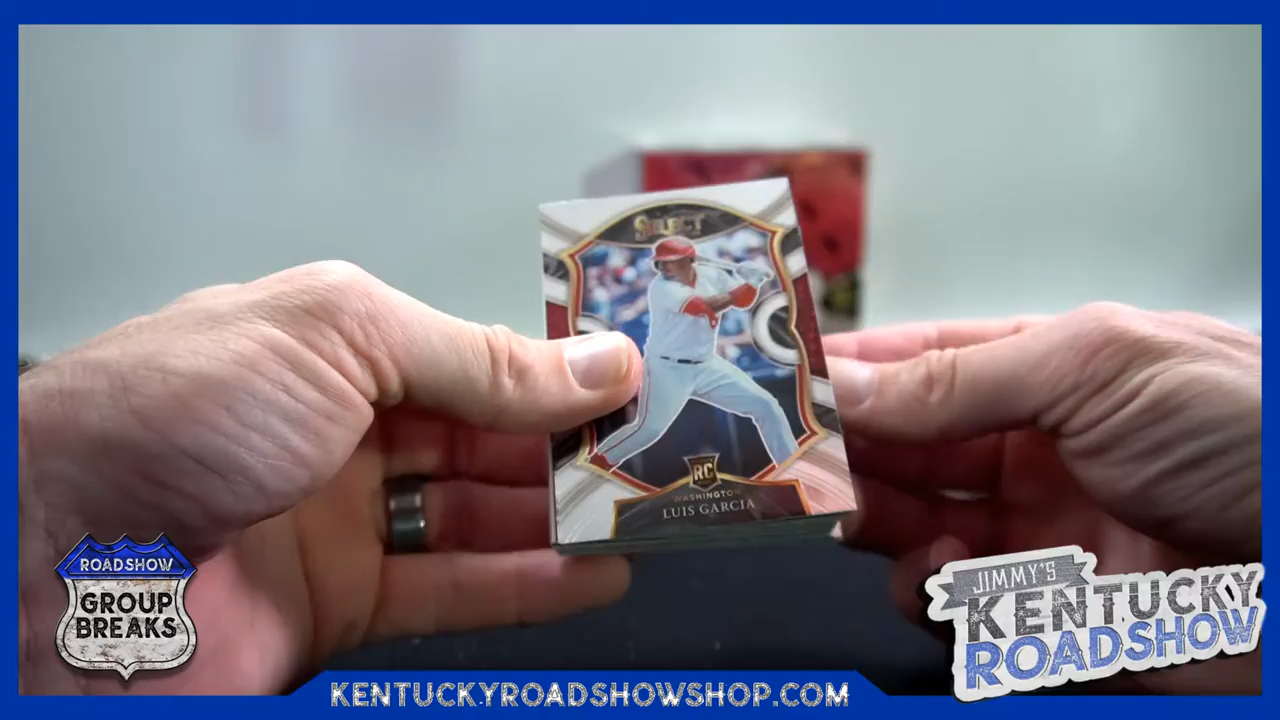 SELECT
RC
WASHINGTON
LUIS GARCIA
ROADSHOW
GROUP
BREAKS
JIMMY'S
KENTUCKY
ROADSHOW
KENTUCKYROADSHOWSHOP.COM